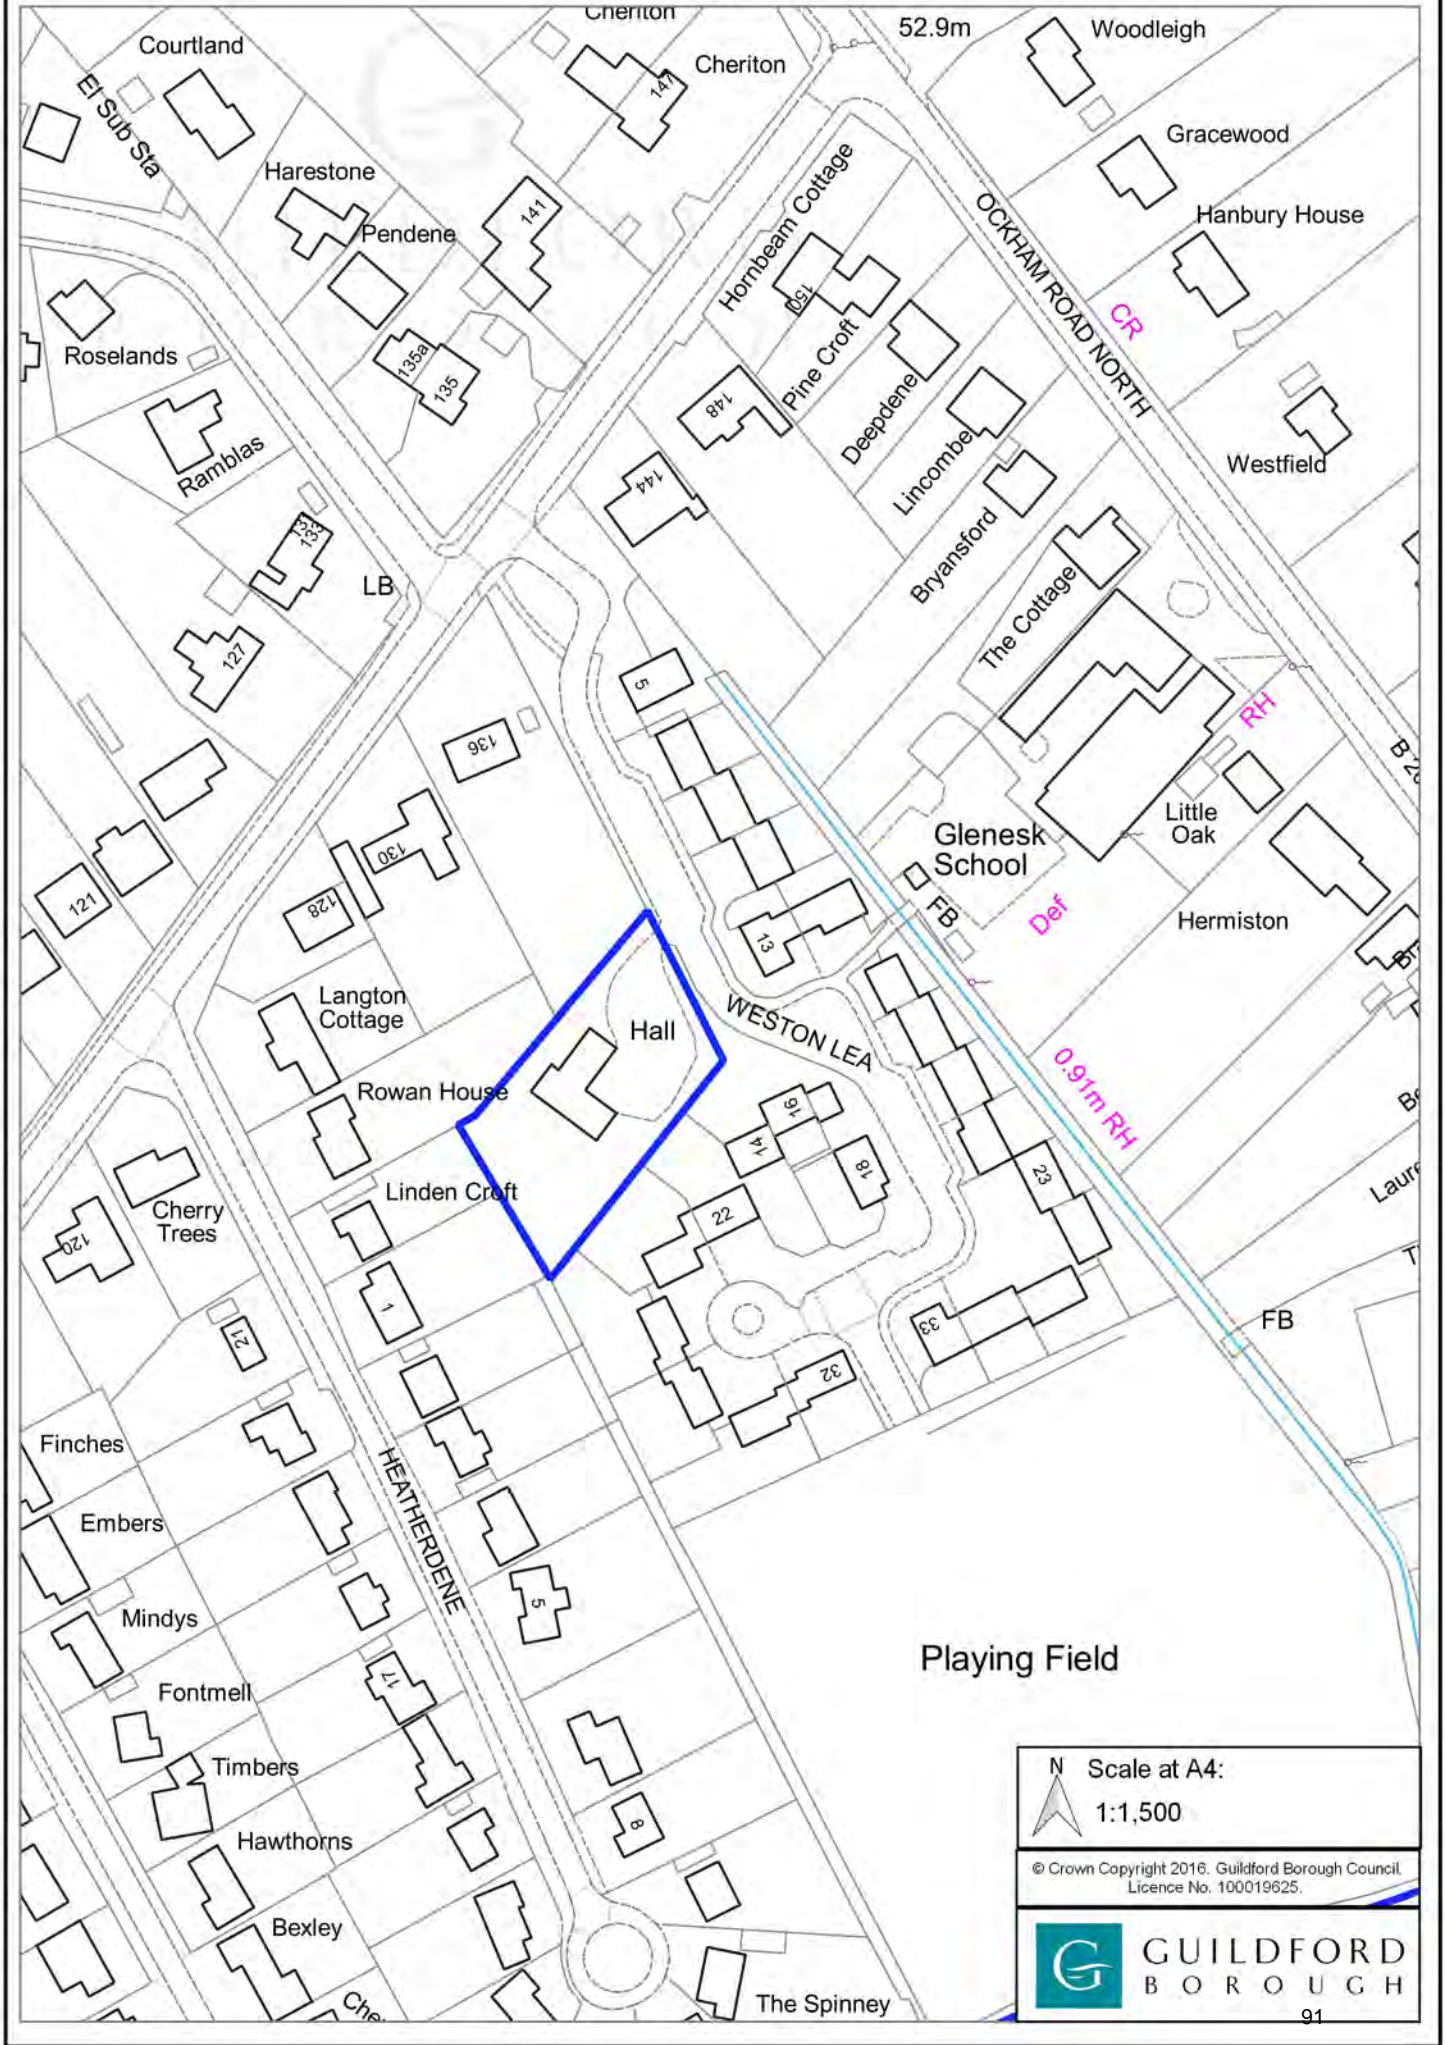 Cheriton
52.9m
Woodleigh
Courtland
Cheriton
147
El Sub Sta
Gracewood
Harestone
141
Hornbeam Cottage
OCKHAM ROAD NORTH
Hanbury House
Pendene
150
CR
Roselands
135a
135
Pine Croft
148
Deepdene
Lincombe
Westfield
Ramblas
144
Bryansford
131
133
LB
The Cottage
127
5
RH
136
B 2
Little
Oak
Glenesk
School
130
121
128
FB
Def
Hermiston
13
Langton
Cottage
Hall
WESTON LEA
Rowan House
0.91m RH
16
14
18
23
Linden Croft
Cherry
Trees
22
120
1
21
33
FB
32
Finches
HEATHERDENE
Embers
5
Mindys
Playing Field
17
Fontmell
Timbers
8
Hawthorns
Bexley
The Spinney
N
Scale at A4:
1:1,500
© Crown Copyright 2016. Guildford Borough Council.
Licence No. 100019625.
G
GUILDFORD
BOROUGH
91